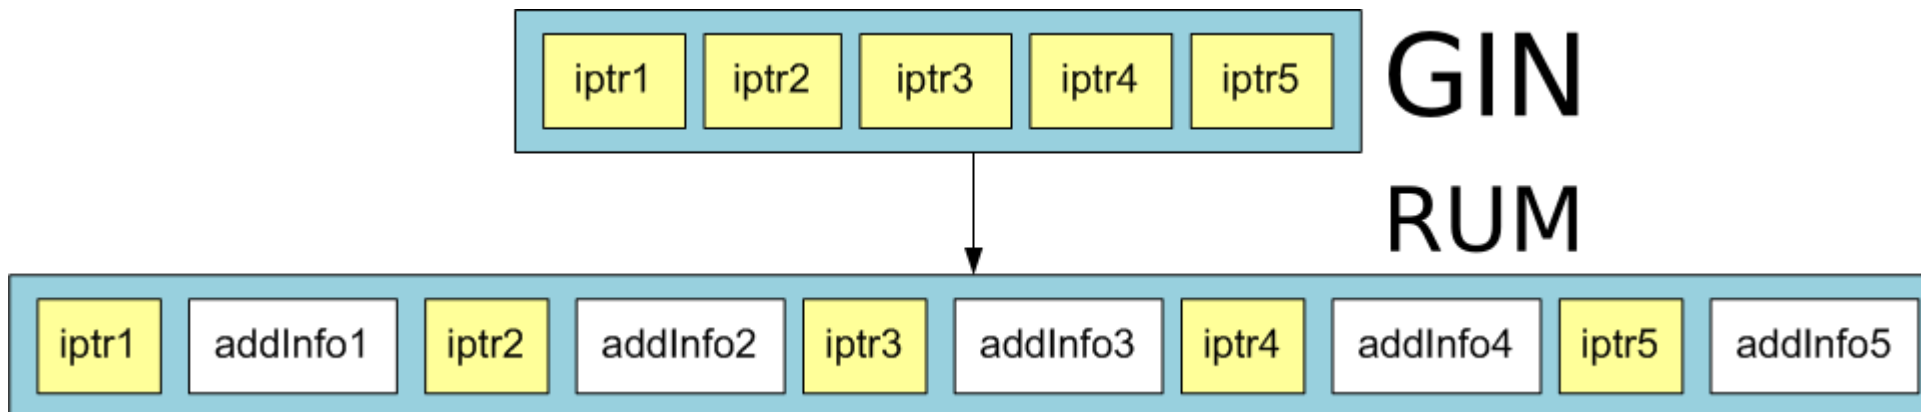 iptr1 iptr2 iptr3 iptr4 iptr5 GIN
RUM
iptr1 addInfo1 iptr2 addInfo2 iptr3 addInfo3 iptr4 addInfo4 iptr5 addInfo5